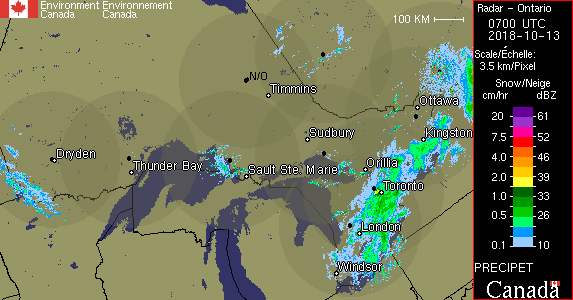 Environment Environnement
Canada Canada
100 KM
N/O
Timmins
Ottawa
Kingston
Sudbury
Dryden
Thunder Bay
Sault Ste. Marie
Orillia
Toronto
London
Windsor
Radar - Ontario
0700 UTC
2018-10-13
Scale/Échelle:
3.5 km/Pixel
Snow/Neige
cm/hr dBZ
20 61
7.5 52
4.0 46
2.0 39
1.0 33
0.5 26
0.1 10
PRECIPET
Canada